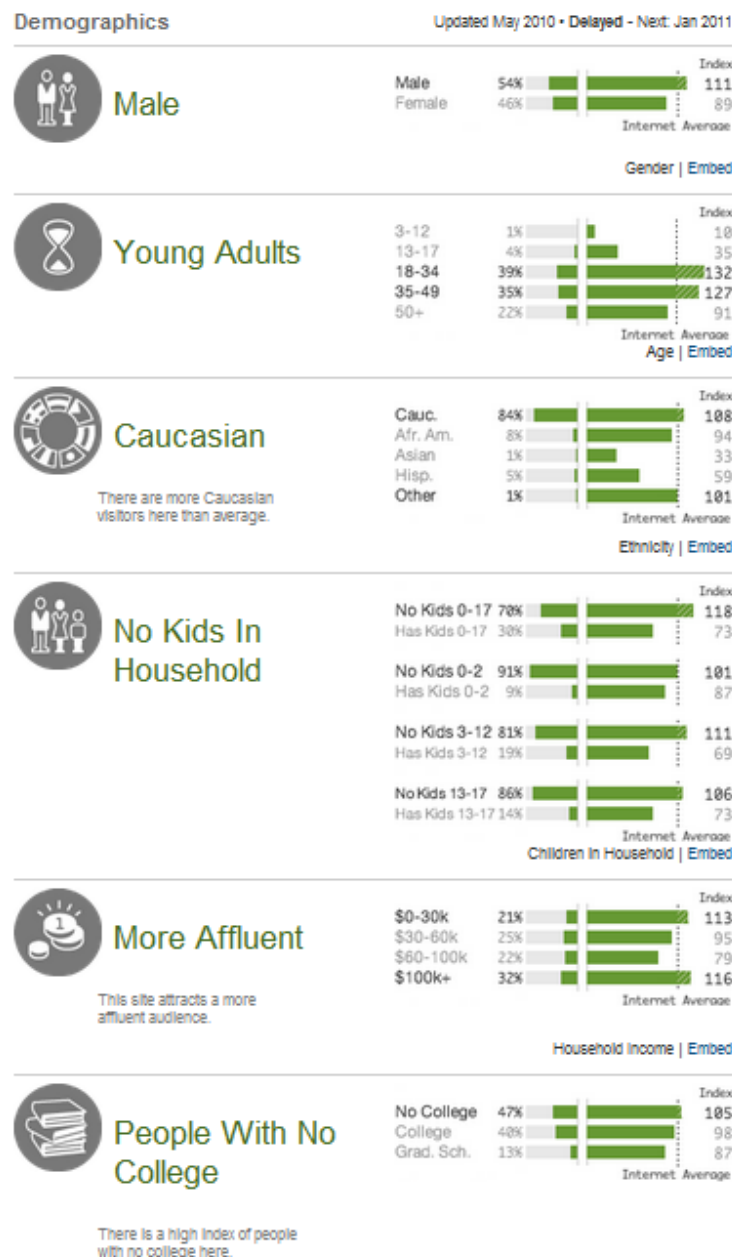 Demographics Updated May 2010 • Delayed - Next: Jan 2011
Index
Male
Male 54% 111
Female 46% 89
Internet Average
Gender | Embed
Index
Young Adults
3-12 1% 10
13-17 4% 35
18-34 39% 132
35-49 35% 127
50+ 22% 91
Internet Average
Age | Embed
Index
Caucasian
There are more Caucasian
visitors here than average.
Cauc. 84% 108
Afr. Am. 8% 94
Asian 1% 33
Hisp. 5% 59
Other 1% 101
Internet Average
Ethnicity | Embed
Index
No Kids In
Household
No Kids 0-17 70% 118
Has Kids 0-17 30% 73
No Kids 0-2 91% 101
Has Kids 0-2 9% 87
No Kids 3-12 81% 111
Has Kids 3-12 19% 69
No Kids 13-17 86% 106
Has Kids 13-17 14% 73
Internet Average
Children in Household | Embed
Index
More Affluent
This site attracts a more
affluent audience.
$0-30k 21% 113
$30-60k 25% 95
$60-100k 22% 79
$100k+ 32% 116
Internet Average
Household Income | Embed
Index
People With No
College
There is a high index of people
with no college here.
No College 47% 105
College 40% 98
Grad. Sch. 13% 87
Internet Average